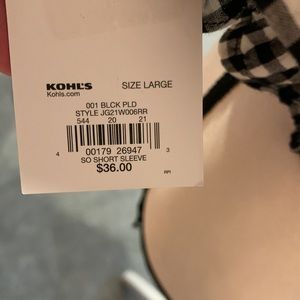 KOHL'S SIZE LARGE
Kohls.com
001 BLCK PLD
STYLE JG21W006RR
544 20 21
4 00179 26947 3
SO SHORT SLEEVE
$36.00
RPI